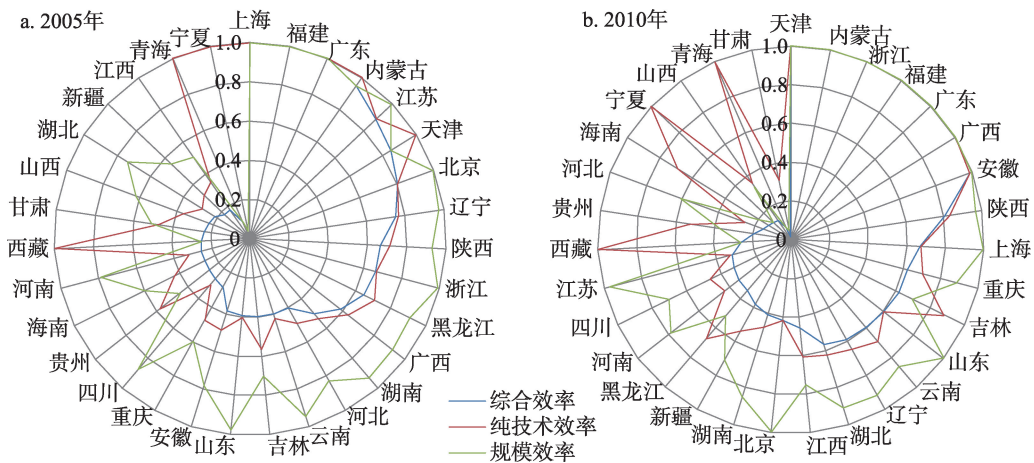 a. 2005年
上海
福建
广东
内蒙古
江苏
天津
北京
辽宁
陕西
浙江
黑龙江
广西
湖南
河北
云南
吉林
山东
安徽
重庆
四川
贵州
海南
河南
西藏
甘肃
山西
湖北
新疆
江西
青海
宁夏
1.0
0.8
0.6
0.4
0.2
0
b. 2010年
天津
内蒙古
浙江
福建
广东
广西
安徽
陕西
上海
重庆
吉林
山东
云南
辽宁
湖北
江西
北京
湖南
新疆
黑龙江
河南
四川
江苏
西藏
贵州
河北
海南
宁夏
山西
青海
甘肃
1.0
0.8
0.6
0.4
0.2
0
综合效率
纯技术效率
规模效率